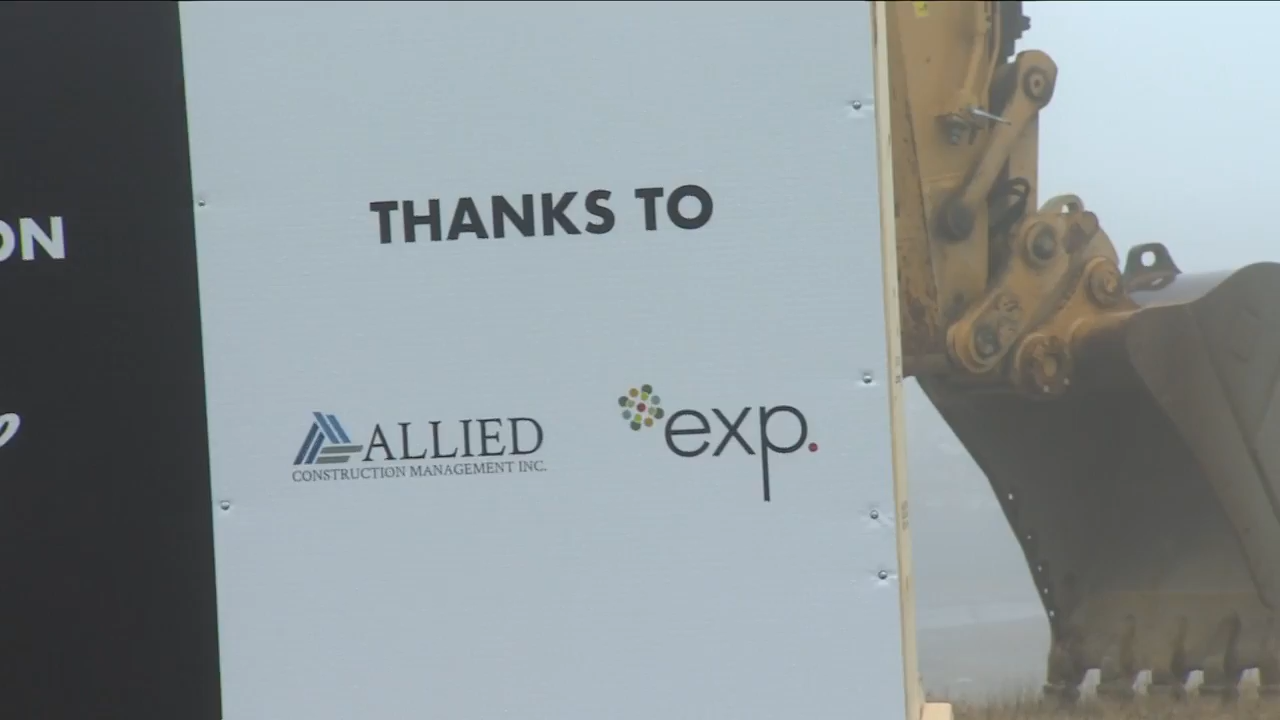 ON
THANKS TO
ALLIED
CONSTRUCTION MANAGEMENT INC.
exp.